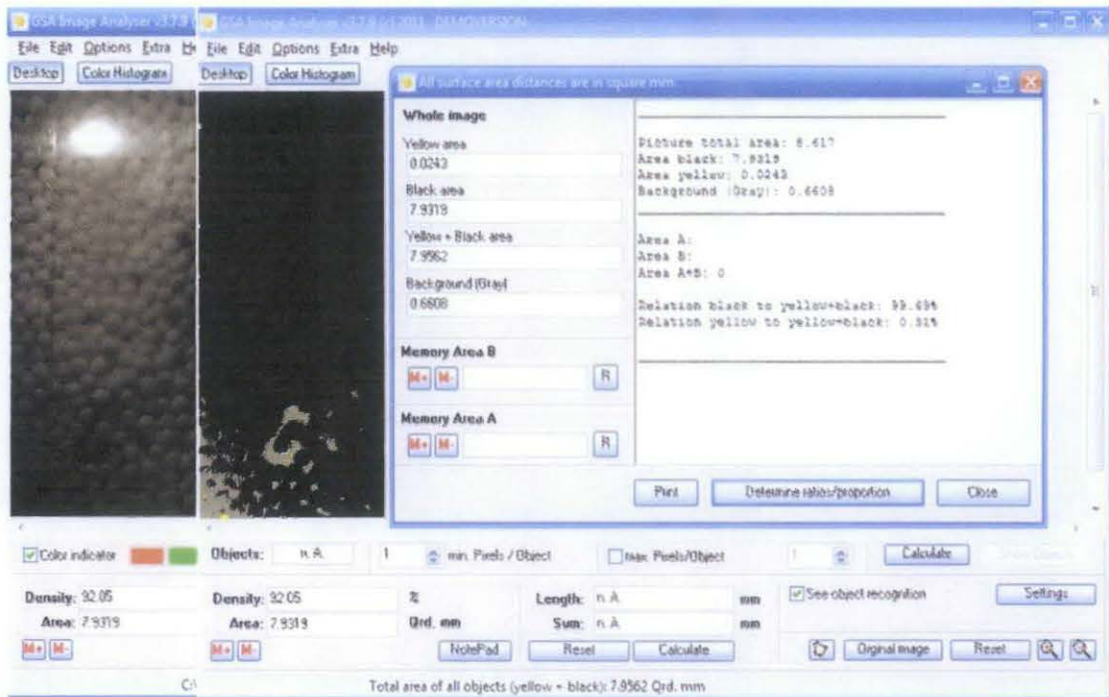 GSA Image Analyser v3.7.9
GSA Image Analyser v3.7.9 (c) 2011 DEMOVERSION
File Edit Options Extra He
File Edit Options Extra Help
Desktop Color Histogram
Desktop Color Histogram
All surface area distances are in square mm.
Whole image
Yellow area
0.0243
Black area
7.9319
Yellow + Black area
7.9562
Background (Gray)
0.6608
Memory Area B
M+ M- R
Memory Area A
M+ M- R
Picture total area: 8.617
Area black: 7.9319
Area yellow: 0.0243
Background (Gray): 0.6608
Area A:
Area B:
Area A+B: 0
Relation black to yellow+black: 99.69%
Relation yellow to yellow+black: 0.31%
Print Determine ratios/proportion Close
Color indicator
Objects: n. A. 1 min. Pixels / Object max. Pixels/Object 1 Calculate
Density: 92.05
Area: 7.9319
M+ M-
Density: 92.05 %
Area: 7.9319 Qrd. mm
M+ M- NotePad
Length: n. A. mm
Sum: n. A. mm
Reset Calculate
See object recognition Settings
Orginal image Reset
C:\
Total area of all objects (yellow + black): 7.9562 Qrd. mm